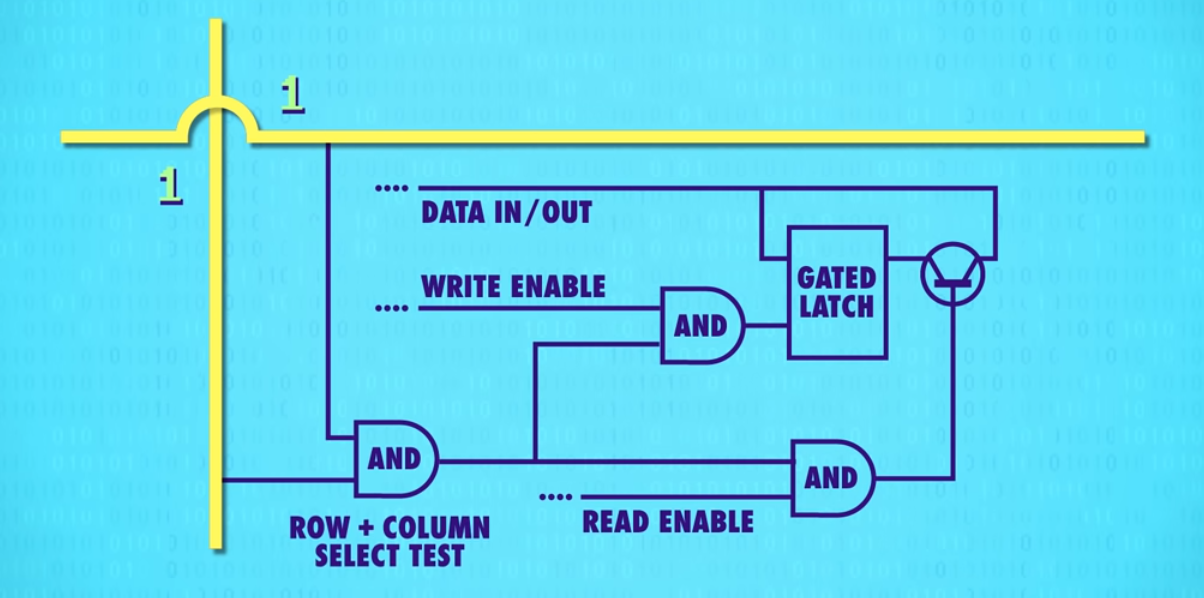 1
1
DATA IN/OUT
WRITE ENABLE
GATED
LATCH
AND
AND
AND
ROW + COLUMN
SELECT TEST
READ ENABLE